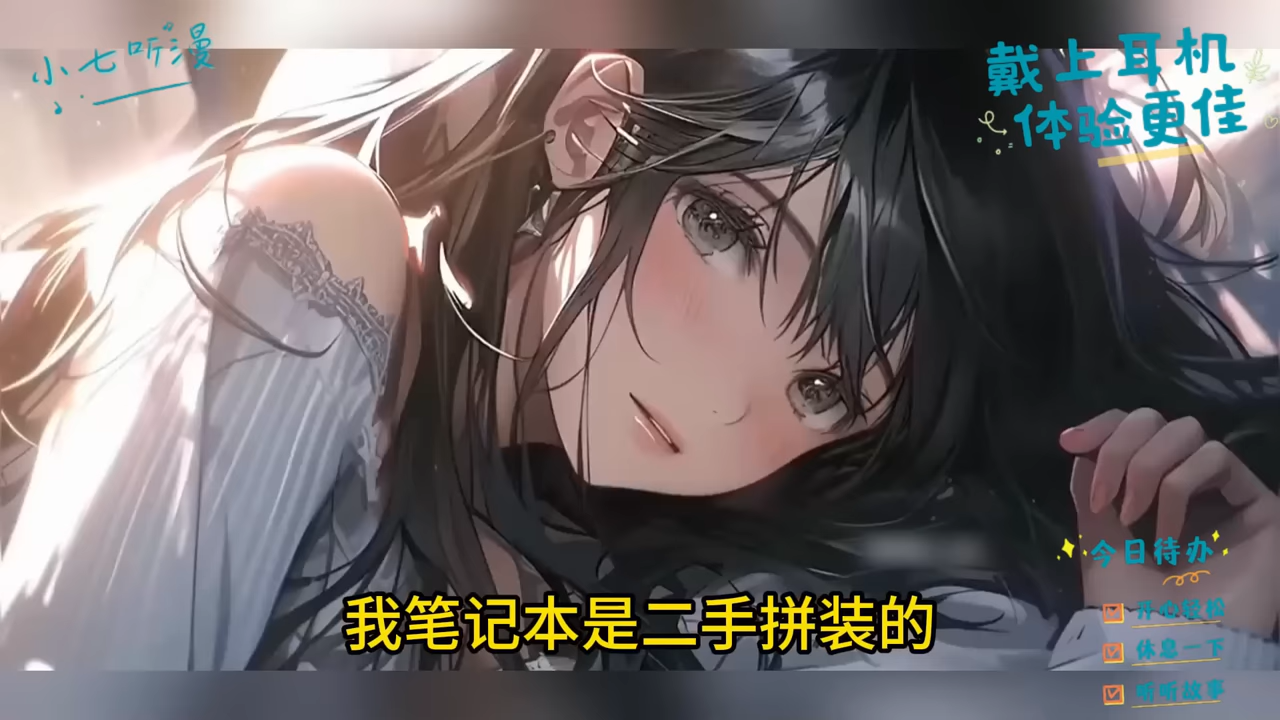 小七听漫
戴上耳机
体验更佳
我笔记本是二手拼装的
今日待办
开心轻松
休息一下
听听故事